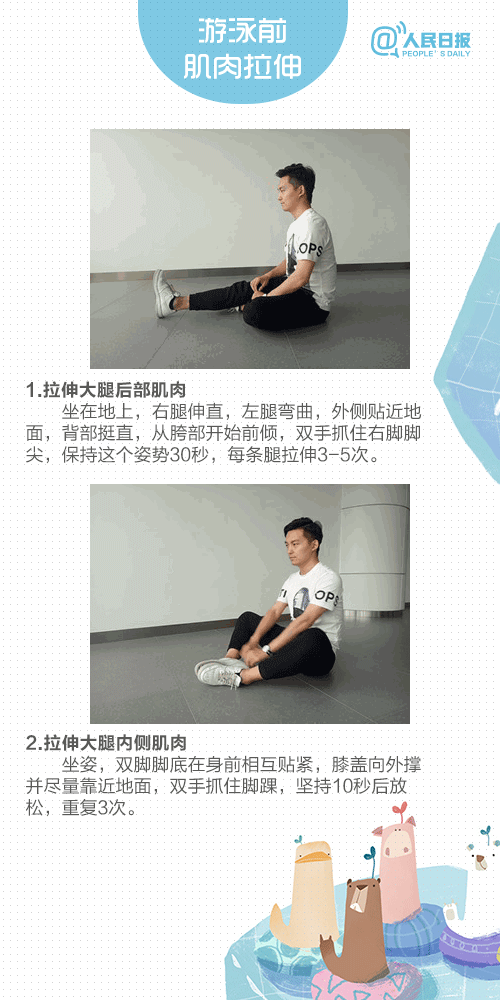 游泳前
肌肉拉伸
@人民日报
PEOPLE'S DAILY
OPS
1.拉伸大腿后部肌肉
坐在地上，右腿伸直，左腿弯曲，外侧贴近地
面，背部挺直，从胯部开始前倾，双手抓住右脚脚
尖，保持这个姿势30秒，每条腿拉伸3-5次。
OPS
2.拉伸大腿内侧肌肉
坐姿，双脚脚底在身前相互贴紧，膝盖向外撑
并尽量靠近地面，双手抓住脚踝，坚持10秒后放
松，重复3次。